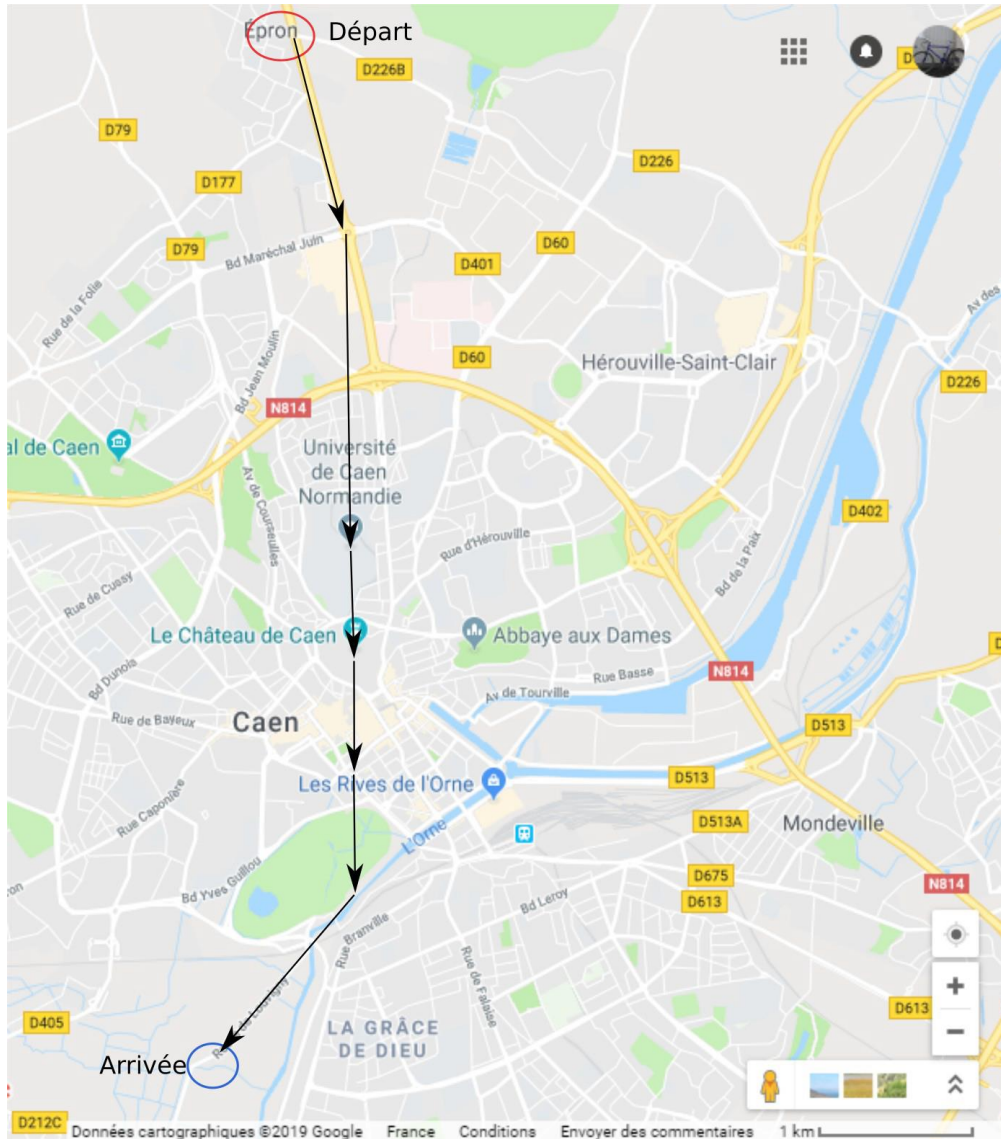 Épron
Départ
D226B
D79
D226
D177
D79
Bd Maréchal Juin
D60
D401
Rue de la Folie
Av des
D60
Hérouville-Saint-Clair
D226
Bd Jean Moulin
N814
al de Caen
Université
de Caen
Normandie
Av de Courseulles
D402
Rue d'Hérouville
Bd de la Paix
Rue de Cussy
Le Château de Caen
Abbaye aux Dames
Rue Basse
N814
Bd Dunois
Av de Tourville
Rue de Bayeux
Caen
D513
Les Rives de l'Orne
D513
Rue Caponière
L'Orne
D513A
Mondeville
Bd Yves Guillou
D675
N814
D613
Bd Leroy
Rue Branville
Rue de Falaise
D613
D405
LA GRÂCE
DE DIEU
Arrivée
D212C
Données cartographiques ©2019 Google France Conditions Envoyer des commentaires 1 km